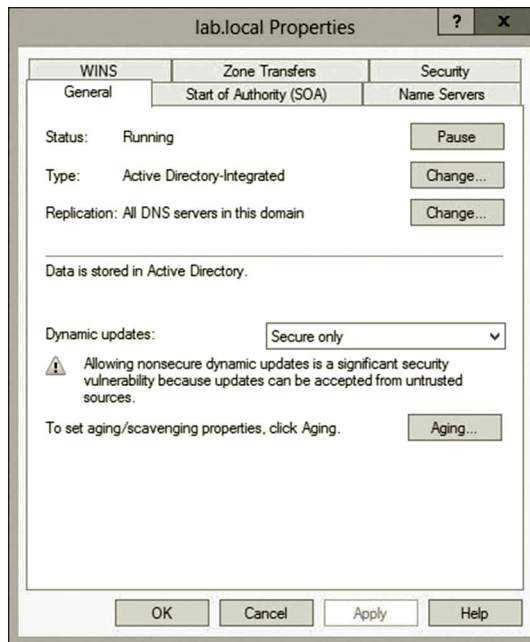 lab.local Properties
? x
WINS Zone Transfers Security
General Start of Authority (SOA) Name Servers
Status: Running Pause
Type: Active Directory-Integrated Change...
Replication: All DNS servers in this domain Change...
Data is stored in Active Directory.
Dynamic updates: Secure only
Allowing nonsecure dynamic updates is a significant security
vulnerability because updates can be accepted from untrusted
sources.
To set aging/scavenging properties, click Aging. Aging...
OK Cancel Apply Help